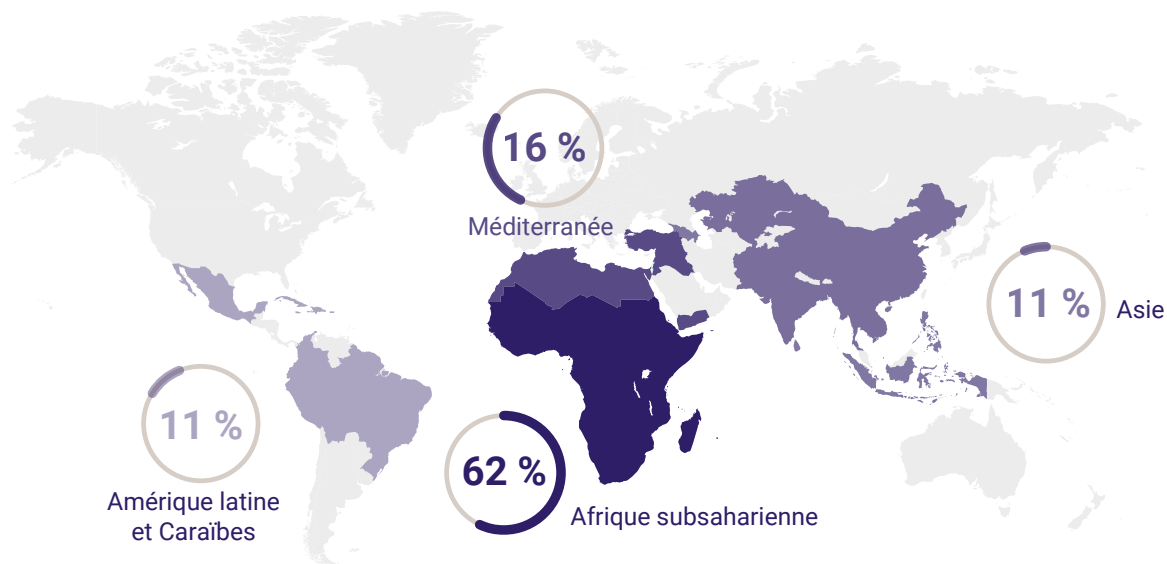 16 %
Méditerranée
11 %
Asie
11 %
Amérique latine
et Caraïbes
62 %
Afrique subsaharienne